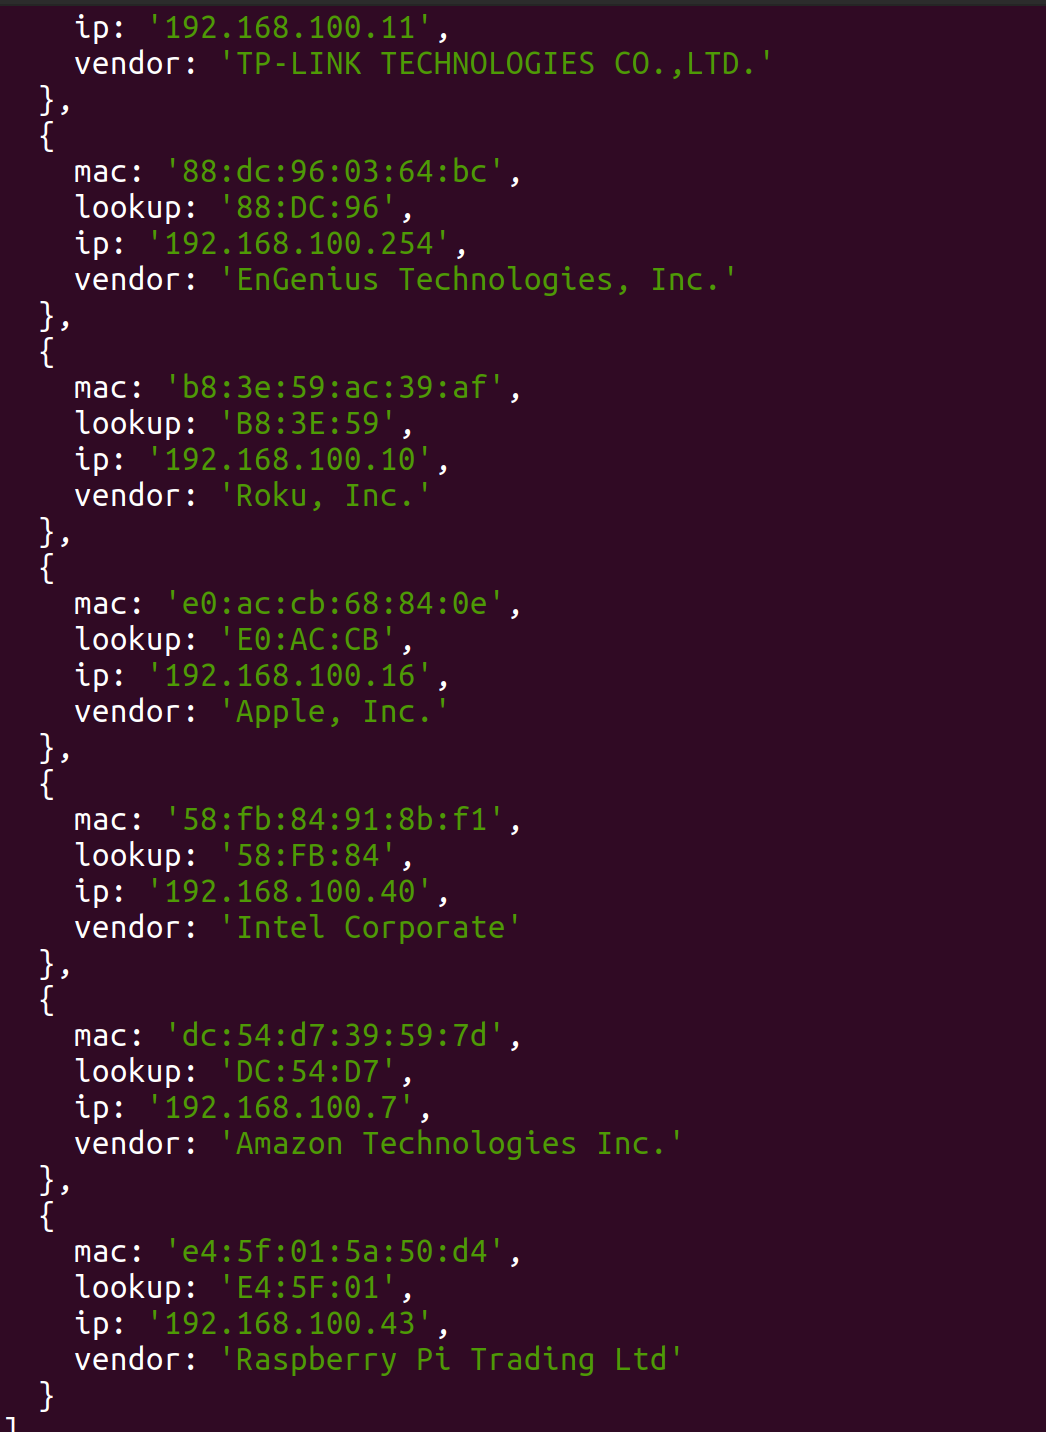 ip: '192.168.100.11',
vendor: 'TP-LINK TECHNOLOGIES CO.,LTD.'
},
{
mac: '88:dc:96:03:64:bc',
lookup: '88:DC:96',
ip: '192.168.100.254',
vendor: 'EnGenius Technologies, Inc.'
},
{
mac: 'b8:3e:59:ac:39:af',
lookup: 'B8:3E:59',
ip: '192.168.100.10',
vendor: 'Roku, Inc.'
},
{
mac: 'e0:ac:cb:68:84:0e',
lookup: 'E0:AC:CB',
ip: '192.168.100.16',
vendor: 'Apple, Inc.'
},
{
mac: '58:fb:84:91:8b:f1',
lookup: '58:FB:84',
ip: '192.168.100.40',
vendor: 'Intel Corporate'
},
{
mac: 'dc:54:d7:39:59:7d',
lookup: 'DC:54:D7',
ip: '192.168.100.7',
vendor: 'Amazon Technologies Inc.'
},
{
mac: 'e4:5f:01:5a:50:d4',
lookup: 'E4:5F:01',
ip: '192.168.100.43',
vendor: 'Raspberry Pi Trading Ltd'
}
]